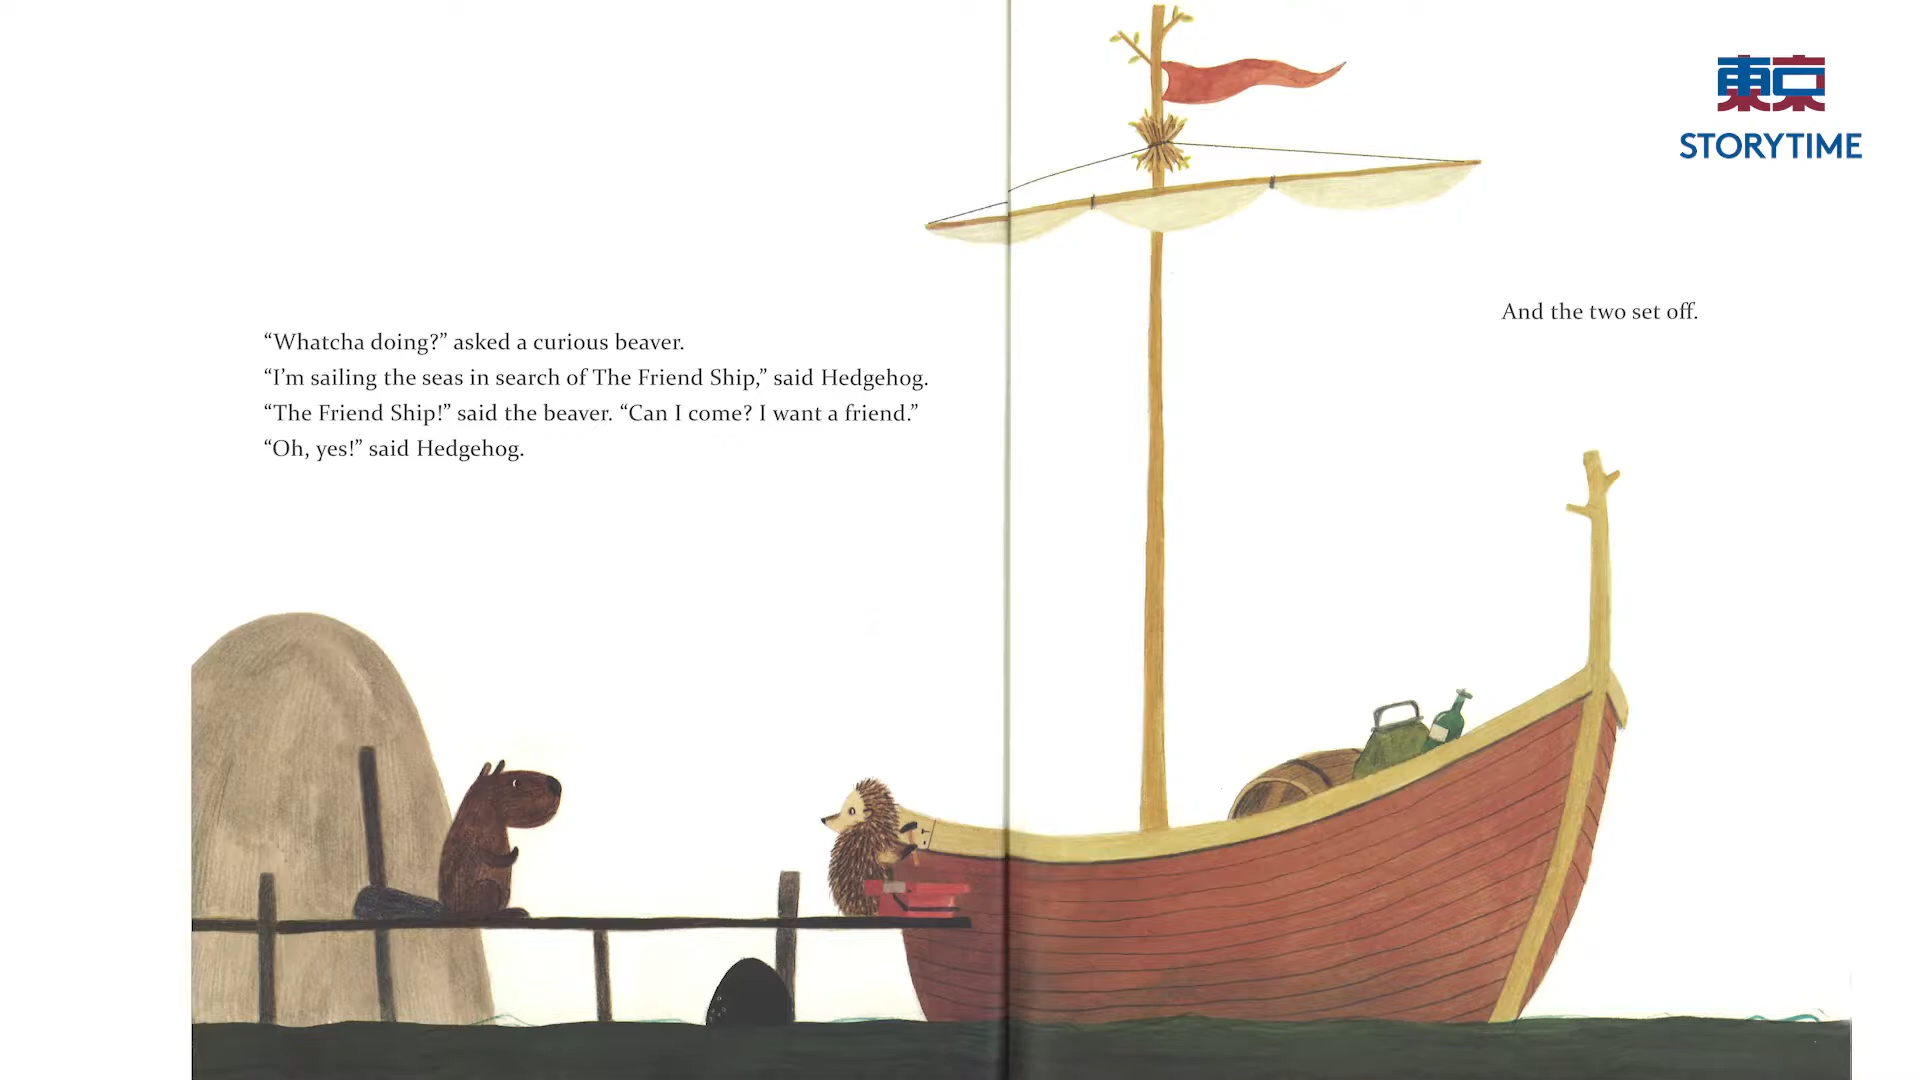 “Whatcha doing?” asked a curious beaver.
“I’m sailing the seas in search of The Friend Ship,” said Hedgehog.
“The Friend Ship!” said the beaver. “Can I come? I want a friend.”
“Oh, yes!” said Hedgehog.
And the two set off.
東京
STORYTIME